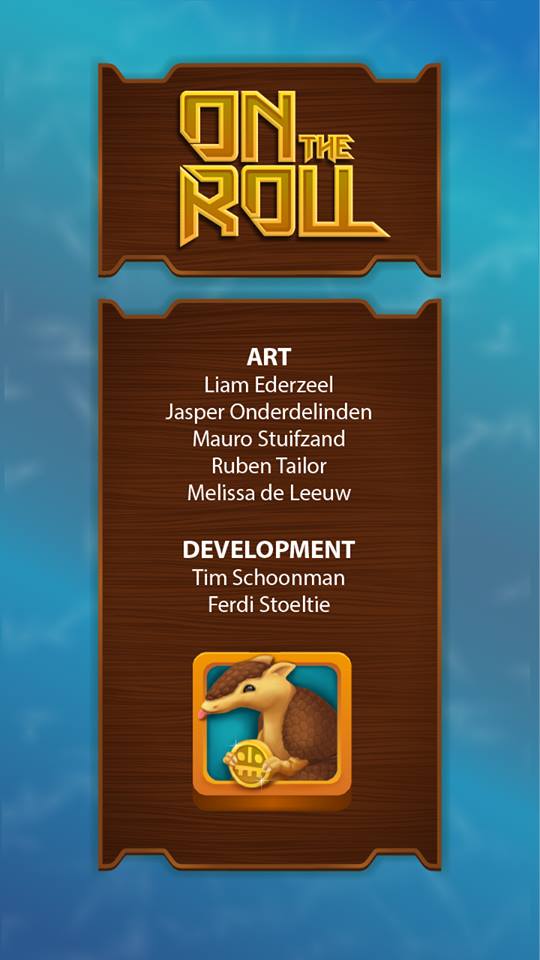 ON
THE
ROLL
ART
Liam Ederzeel
Jasper Onderdelinden
Mauro Stuifzand
Ruben Tailor
Melissa de Leeuw
DEVELOPMENT
Tim Schoonman
Ferdi Stoeltie